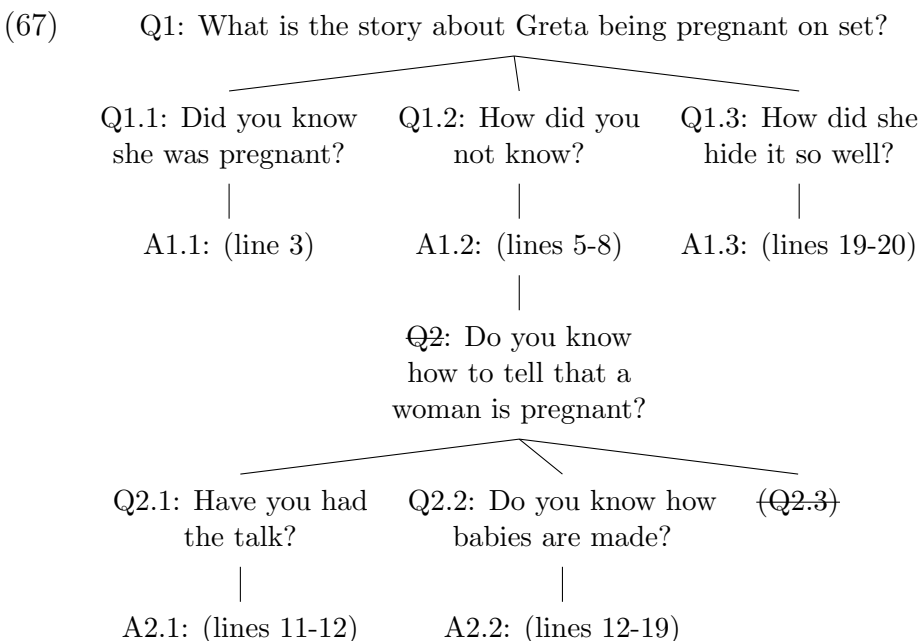 (67) Q1: What is the story about Greta being pregnant on set?
Q1.1: Did you know she was pregnant?
Q1.2: How did you not know?
Q1.3: How did she hide it so well?
A1.1: (line 3)
A1.2: (lines 5-8)
A1.3: (lines 19-20)
Q2: Do you know
how to tell that a
woman is pregnant?
Q2.1: Have you had the talk?
Q2.2: Do you know how babies are made?
(Q2.3)
A2.1: (lines 11-12)
A2.2: (lines 12-19)